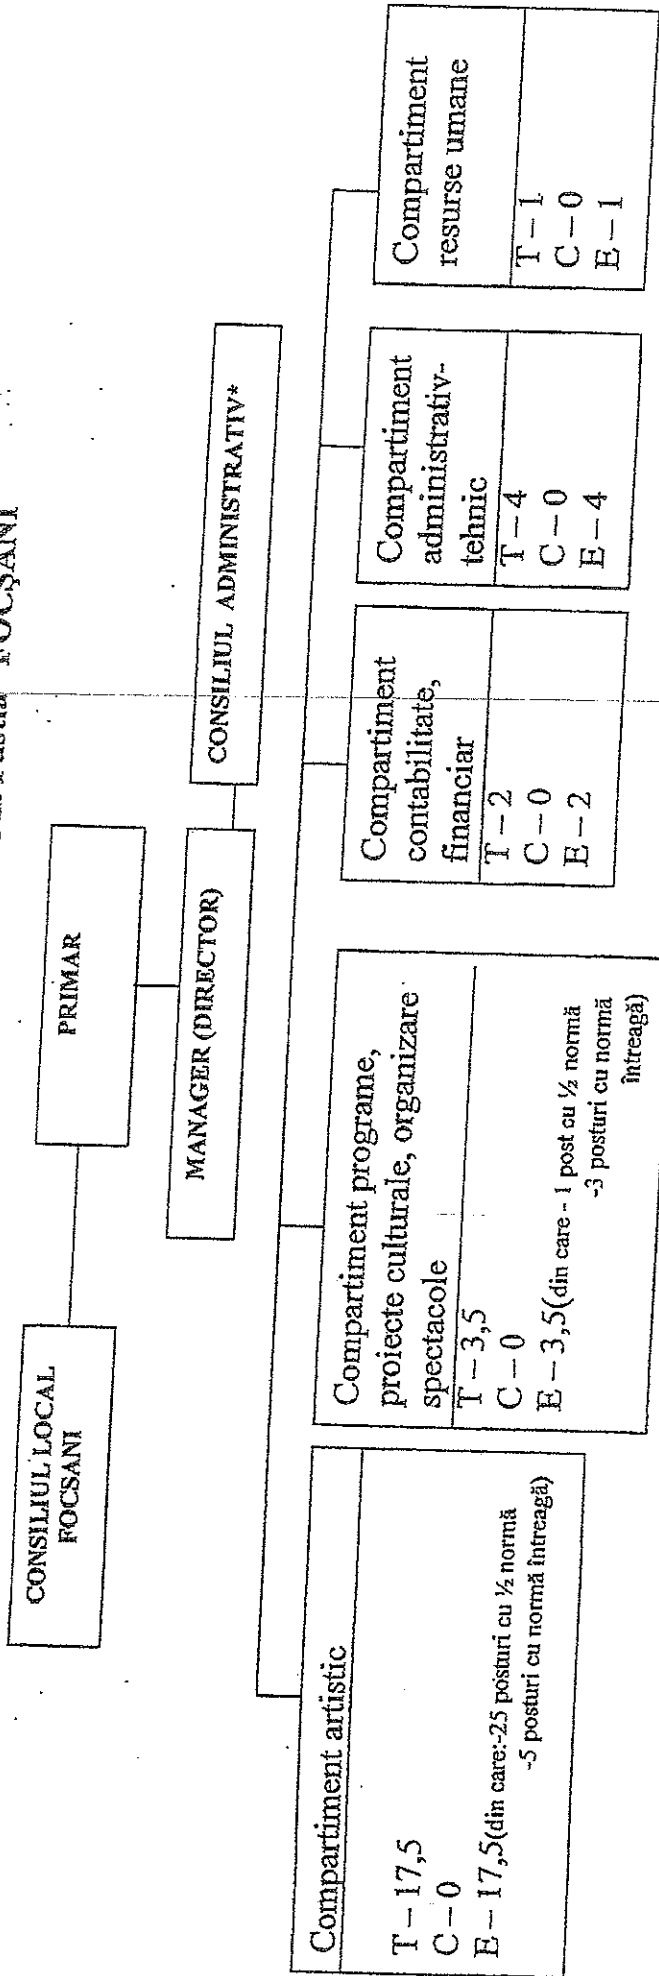 FOCȘANI
CONSILIUL LOCAL
FOCSANI
PRIMAR
MANAGER (DIRECTOR)
CONSILIUL ADMINISTRATIV*
Compartiment artistic
T – 17,5
C – 0
E – 17,5(din care:-25 posturi cu ½ normă
-5 posturi cu normă întreagă)
Compartiment programe,
proiecte culturale, organizare
spectacole
T – 3,5
C – 0
E – 3,5(din care - 1 post cu ½ normă
-3 posturi cu normă
întreagă)
Compartiment
contabilitate,
financiar
T – 2
C – 0
E – 2
Compartiment
administrativ-
tehnic
T – 4
C – 0
E – 4
Compartiment
resurse umane
T – 1
C – 0
E – 1